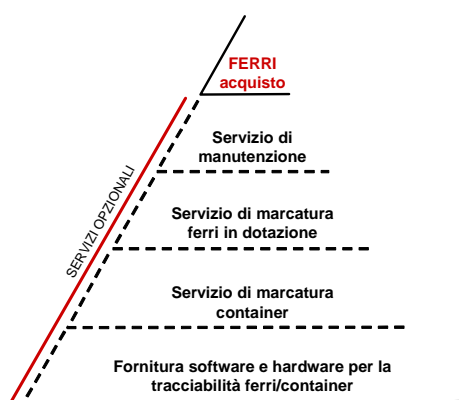 FERRI
acquisto
Servizio di
manutenzione
SERVIZI OPZIONALI
Servizio di marcatura
ferri in dotazione
Servizio di marcatura
container
Fornitura software e hardware per la
tracciabilità ferri/container